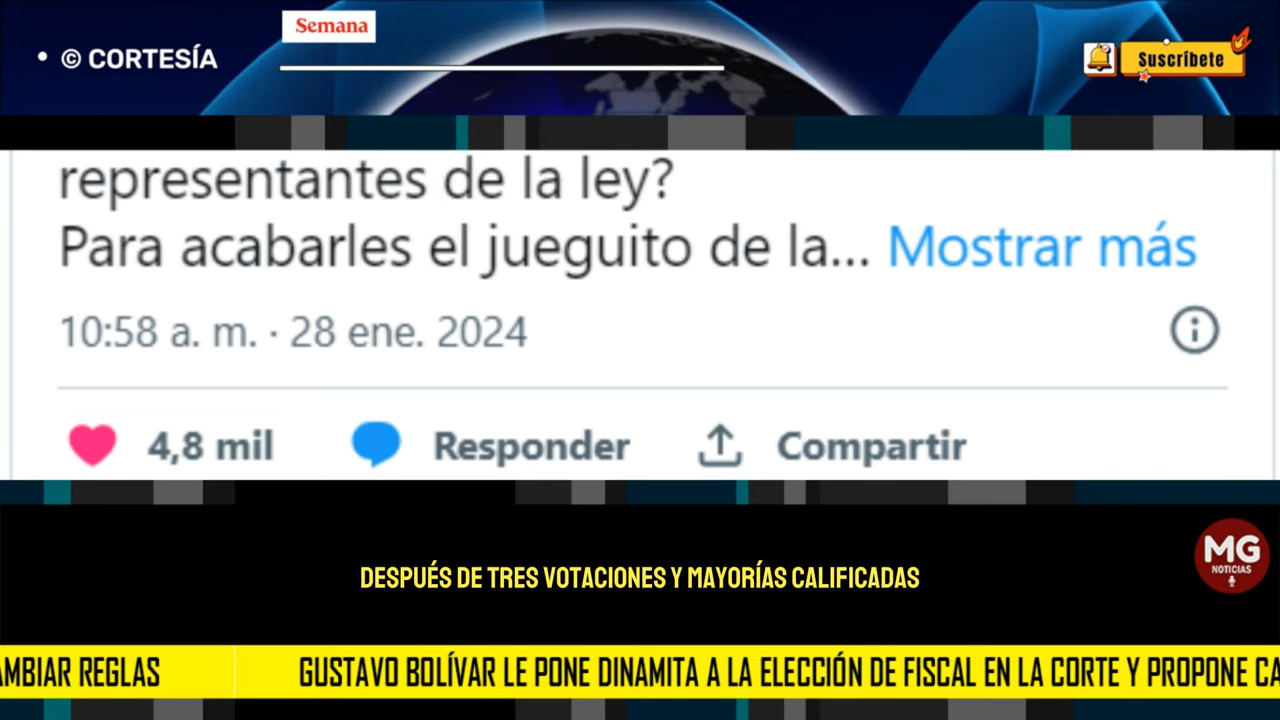 Semana
• © CORTESÍA
Suscríbete
representantes de la ley?
Para acabarles el jueguito de la... Mostrar más
10:58 a. m. · 28 ene. 2024
4,8 mil Responder Compartir
MG
NOTICIAS
DESPUÉS DE TRES VOTACIONES Y MAYORÍAS CALIFICADAS
AMBIAR REGLAS GUSTAVO BOLÍVAR LE PONE DINAMITA A LA ELECCIÓN DE FISCAL EN LA CORTE Y PROPONE CA